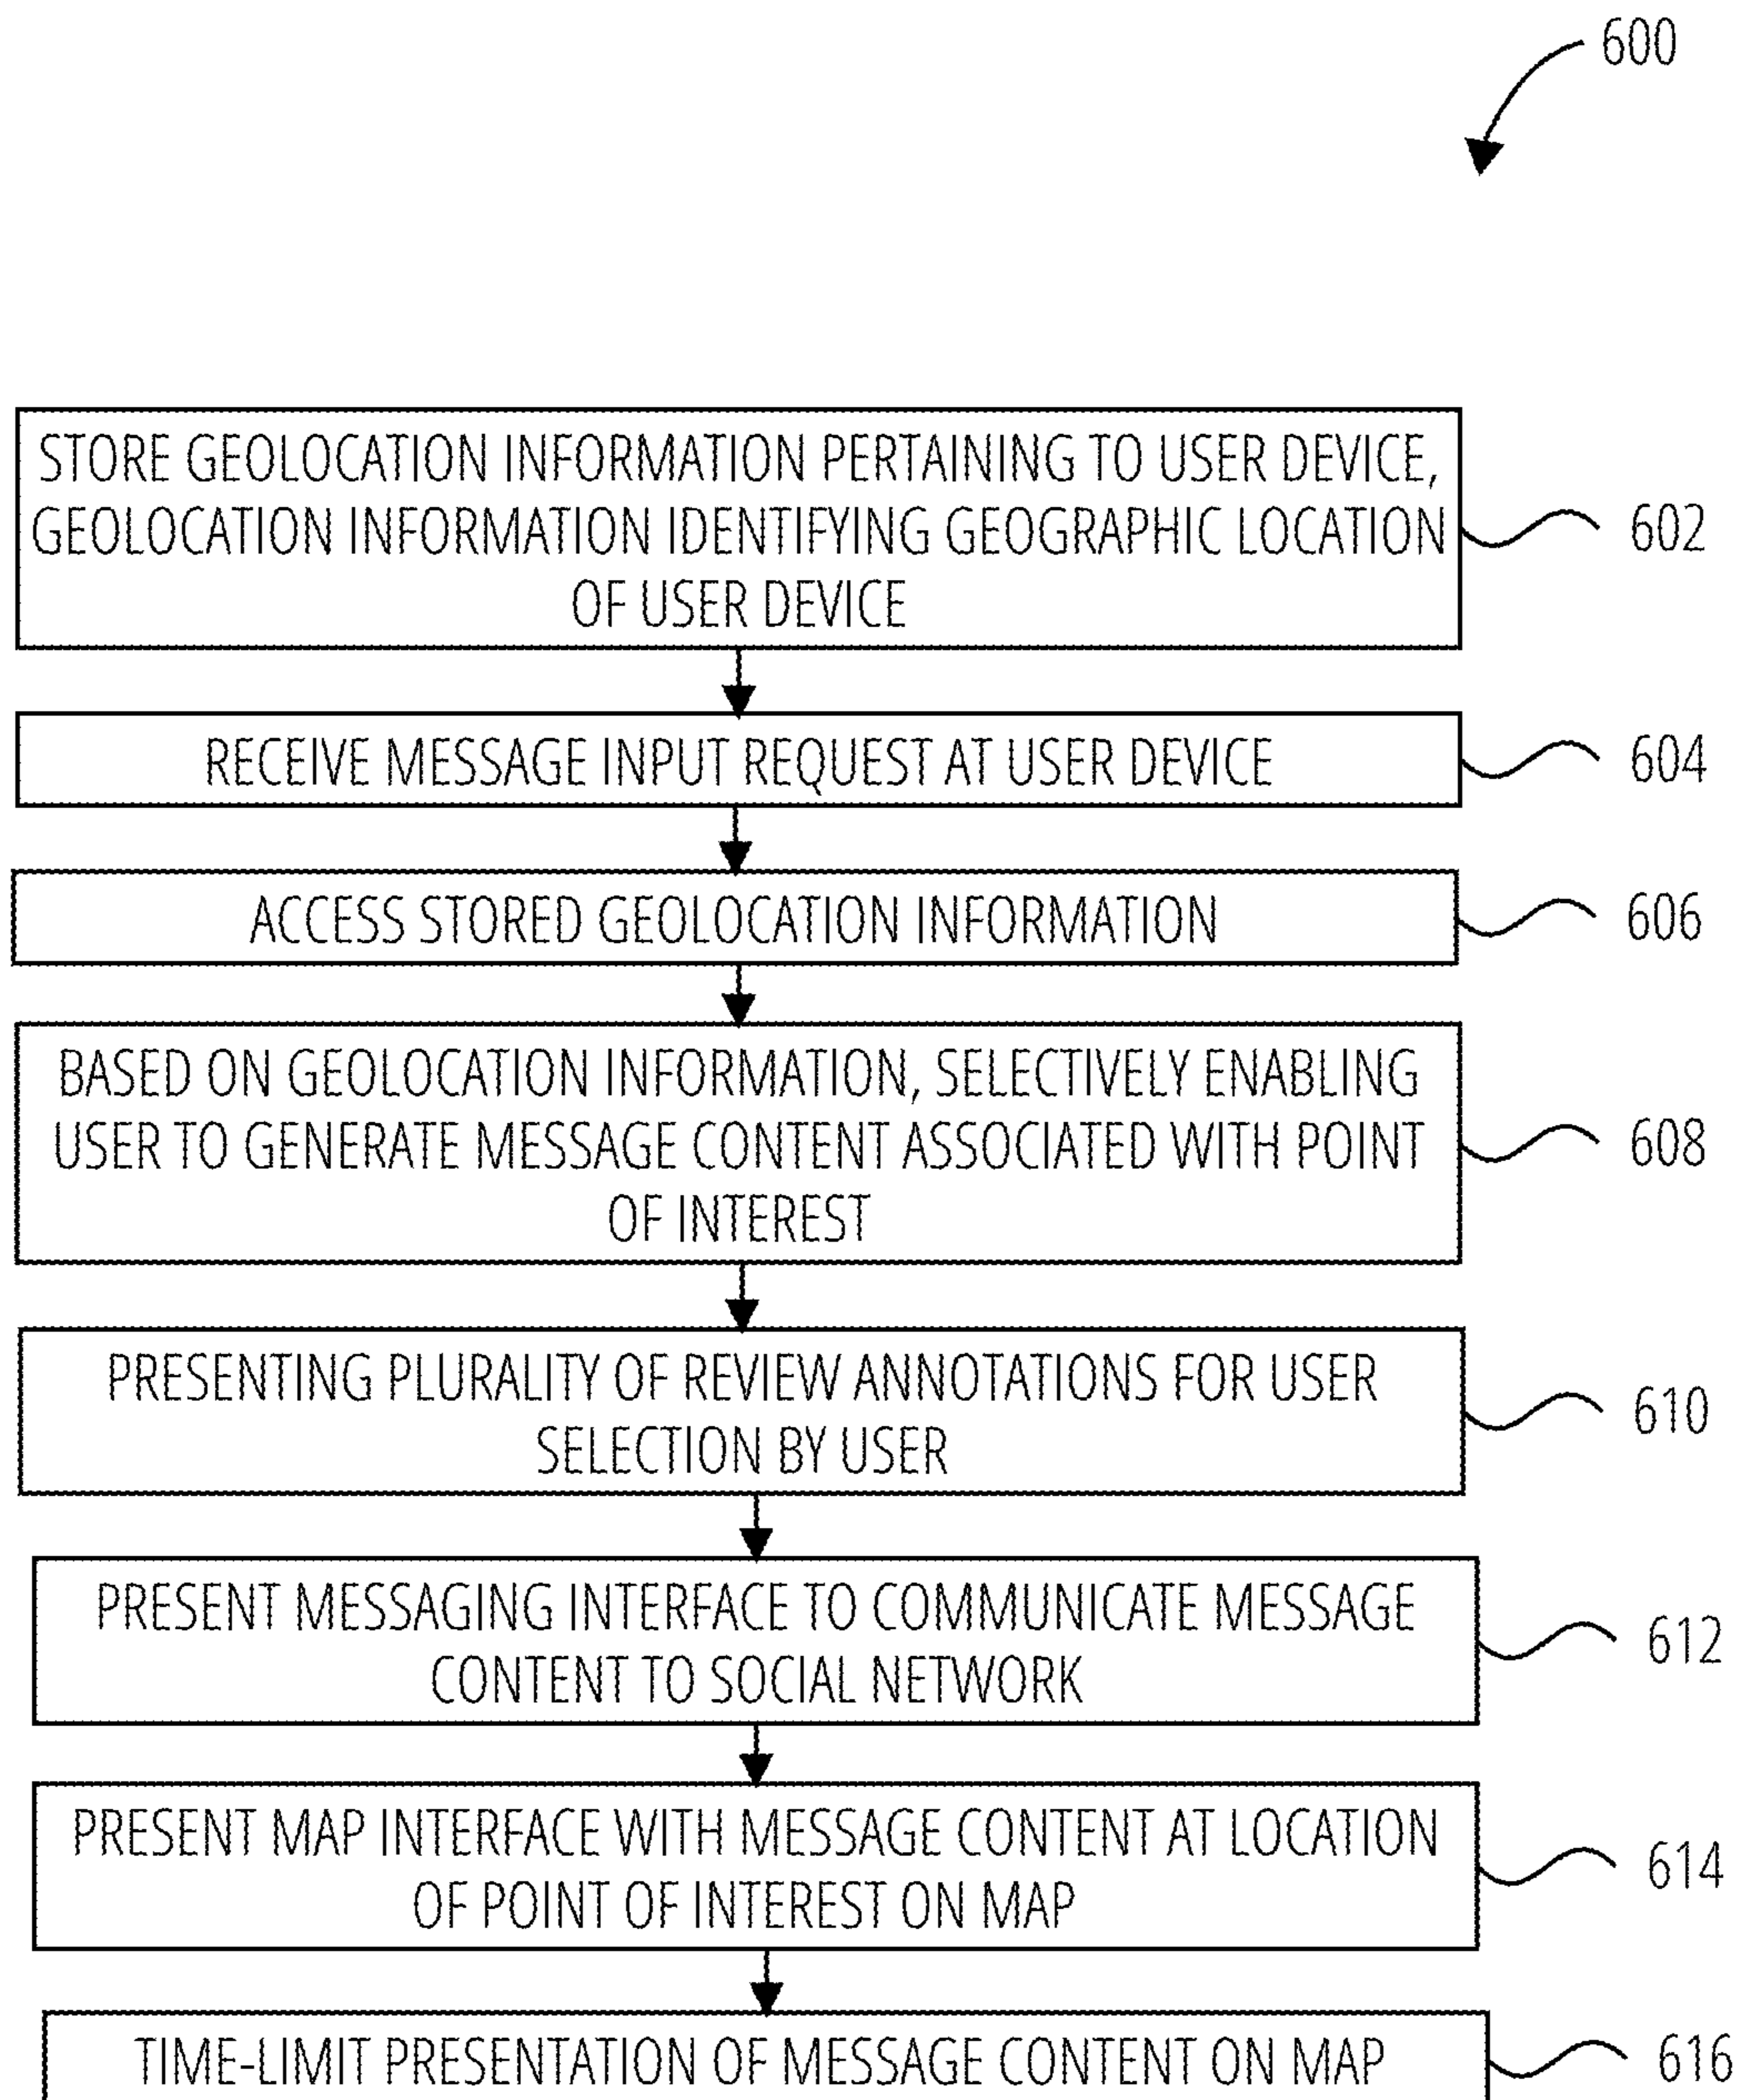 600
STORE GEOLOCATION INFORMATION PERTAINING TO USER DEVICE,
GEOLOCATION INFORMATION IDENTIFYING GEOGRAPHIC LOCATION
OF USER DEVICE
602
RECEIVE MESSAGE INPUT REQUEST AT USER DEVICE
604
ACCESS STORED GEOLOCATION INFORMATION
606
BASED ON GEOLOCATION INFORMATION, SELECTIVELY ENABLING
USER TO GENERATE MESSAGE CONTENT ASSOCIATED WITH POINT
OF INTEREST
608
PRESENTING PLURALITY OF REVIEW ANNOTATIONS FOR USER
SELECTION BY USER
610
PRESENT MESSAGING INTERFACE TO COMMUNICATE MESSAGE
CONTENT TO SOCIAL NETWORK
612
PRESENT MAP INTERFACE WITH MESSAGE CONTENT AT LOCATION
OF POINT OF INTEREST ON MAP
614
TIME-LIMIT PRESENTATION OF MESSAGE CONTENT ON MAP
616